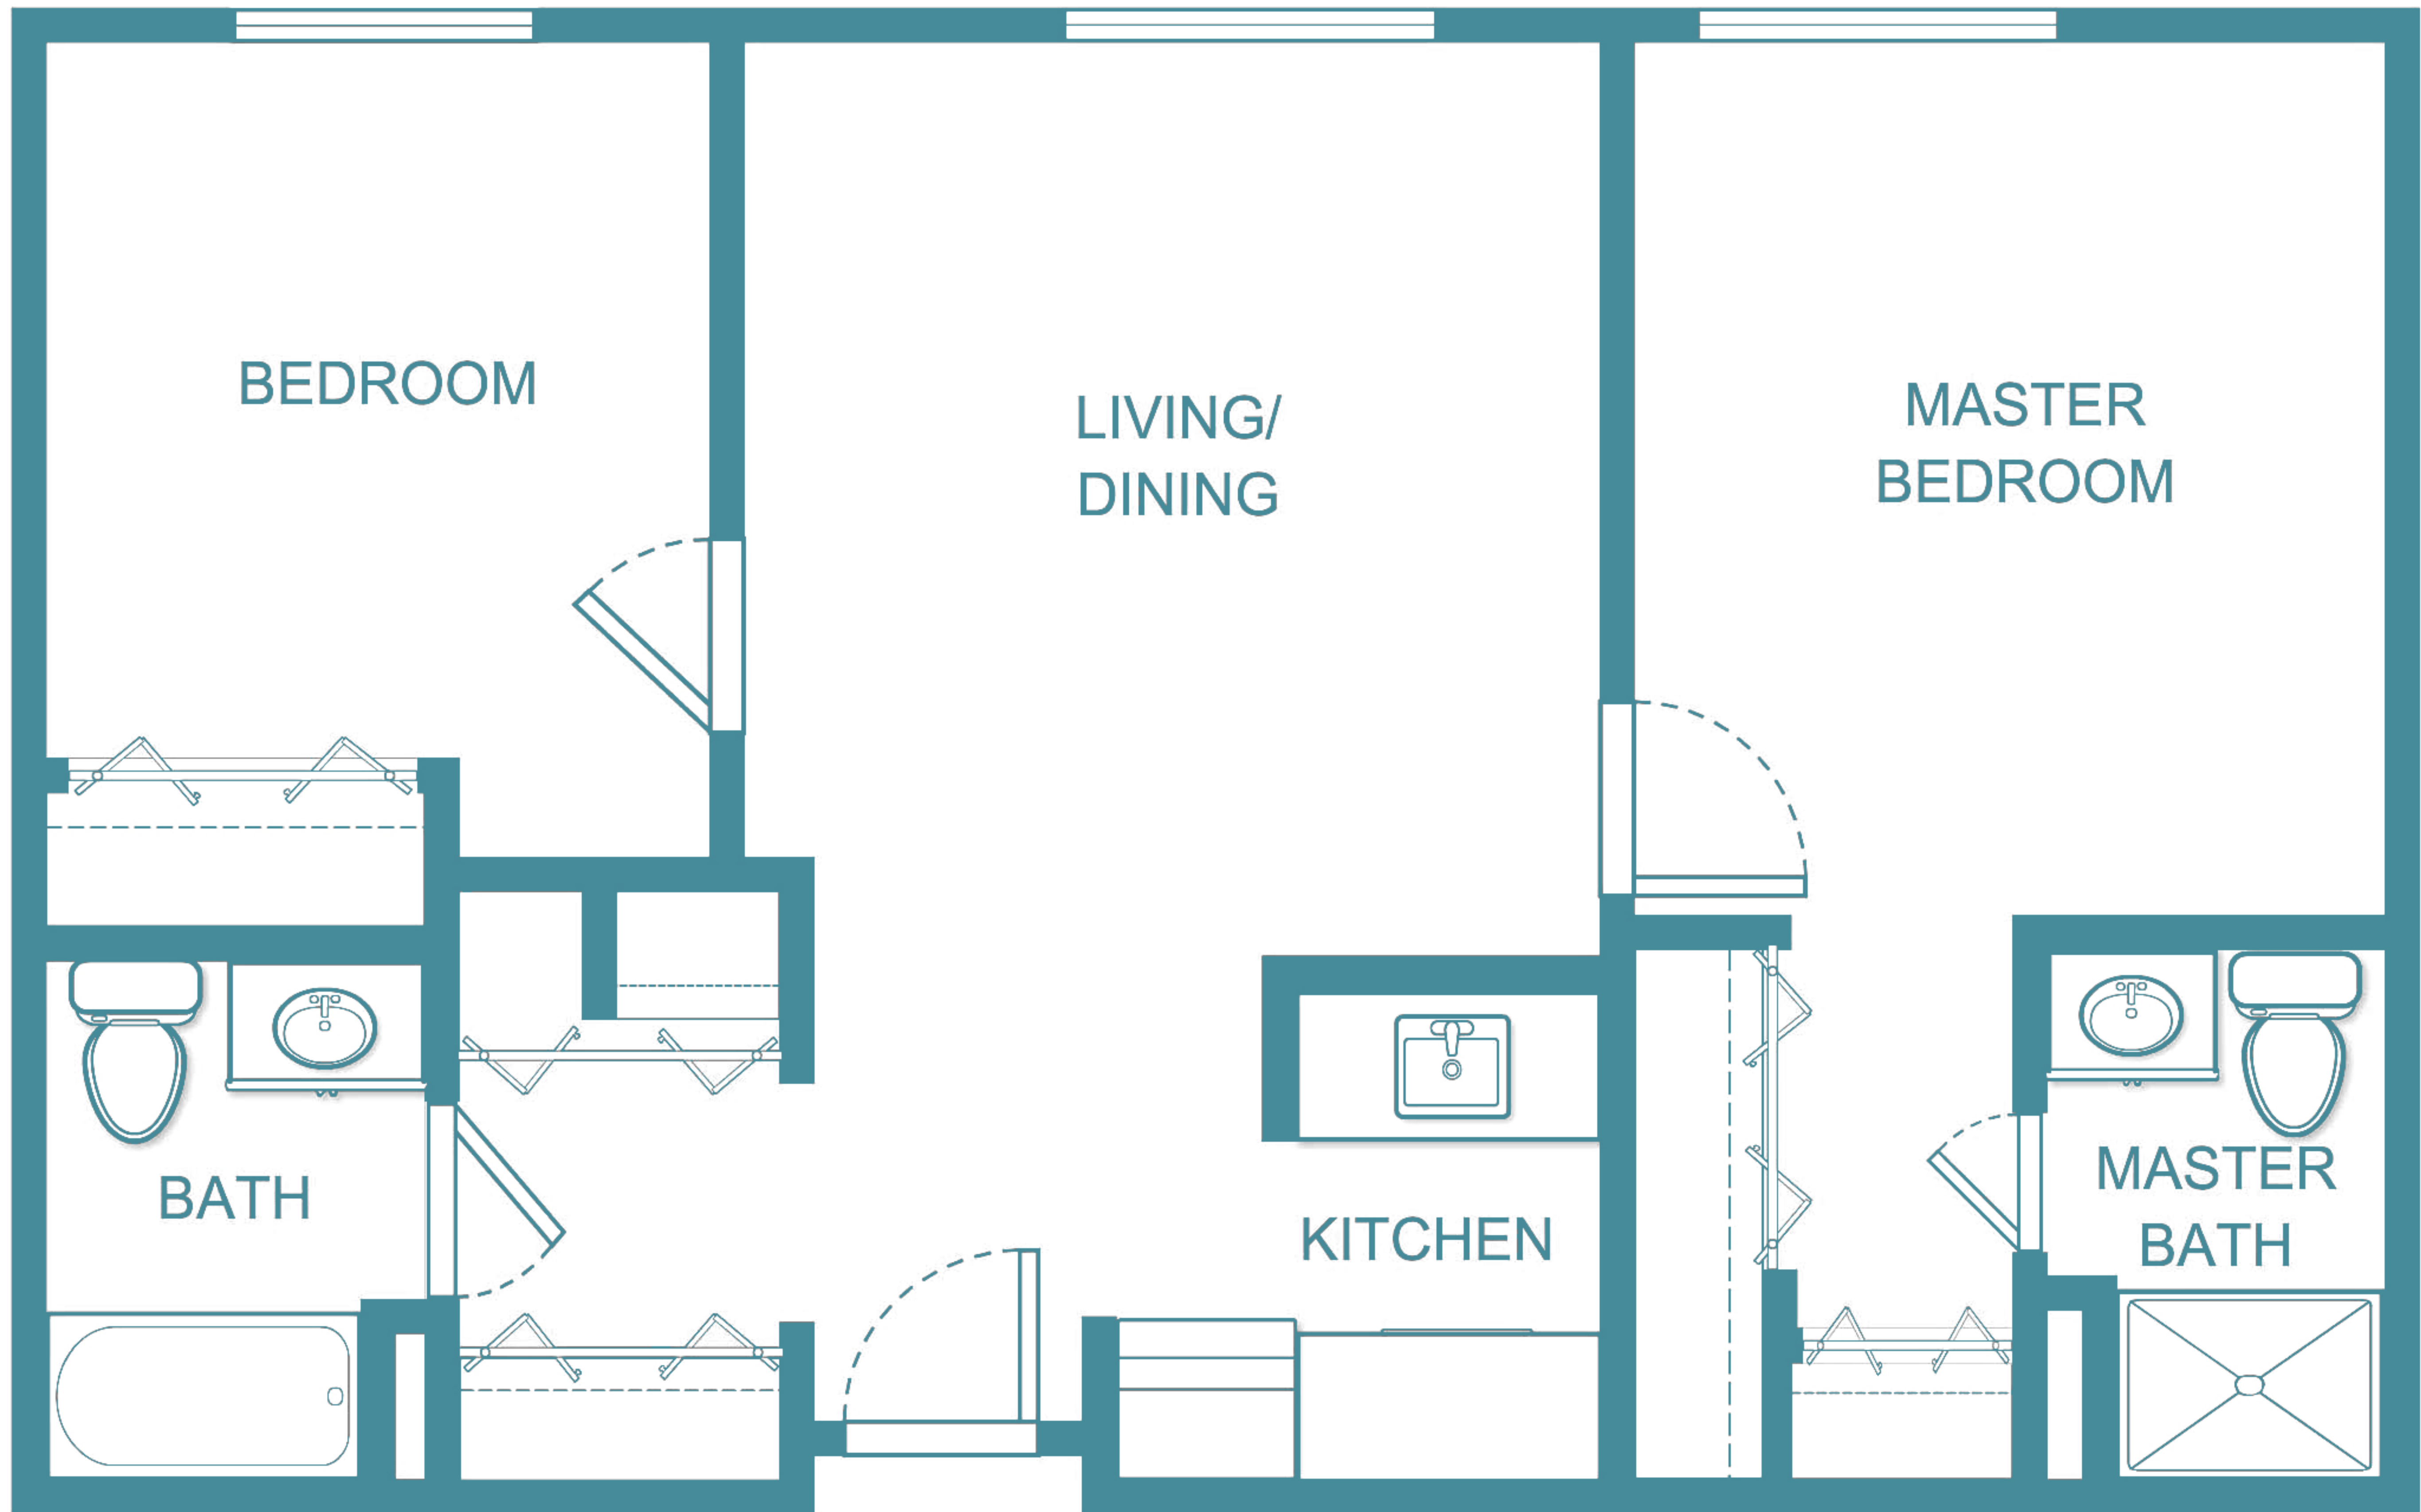 BEDROOM
LIVING/
DINING
MASTER
BEDROOM
BATH
KITCHEN
MASTER
BATH